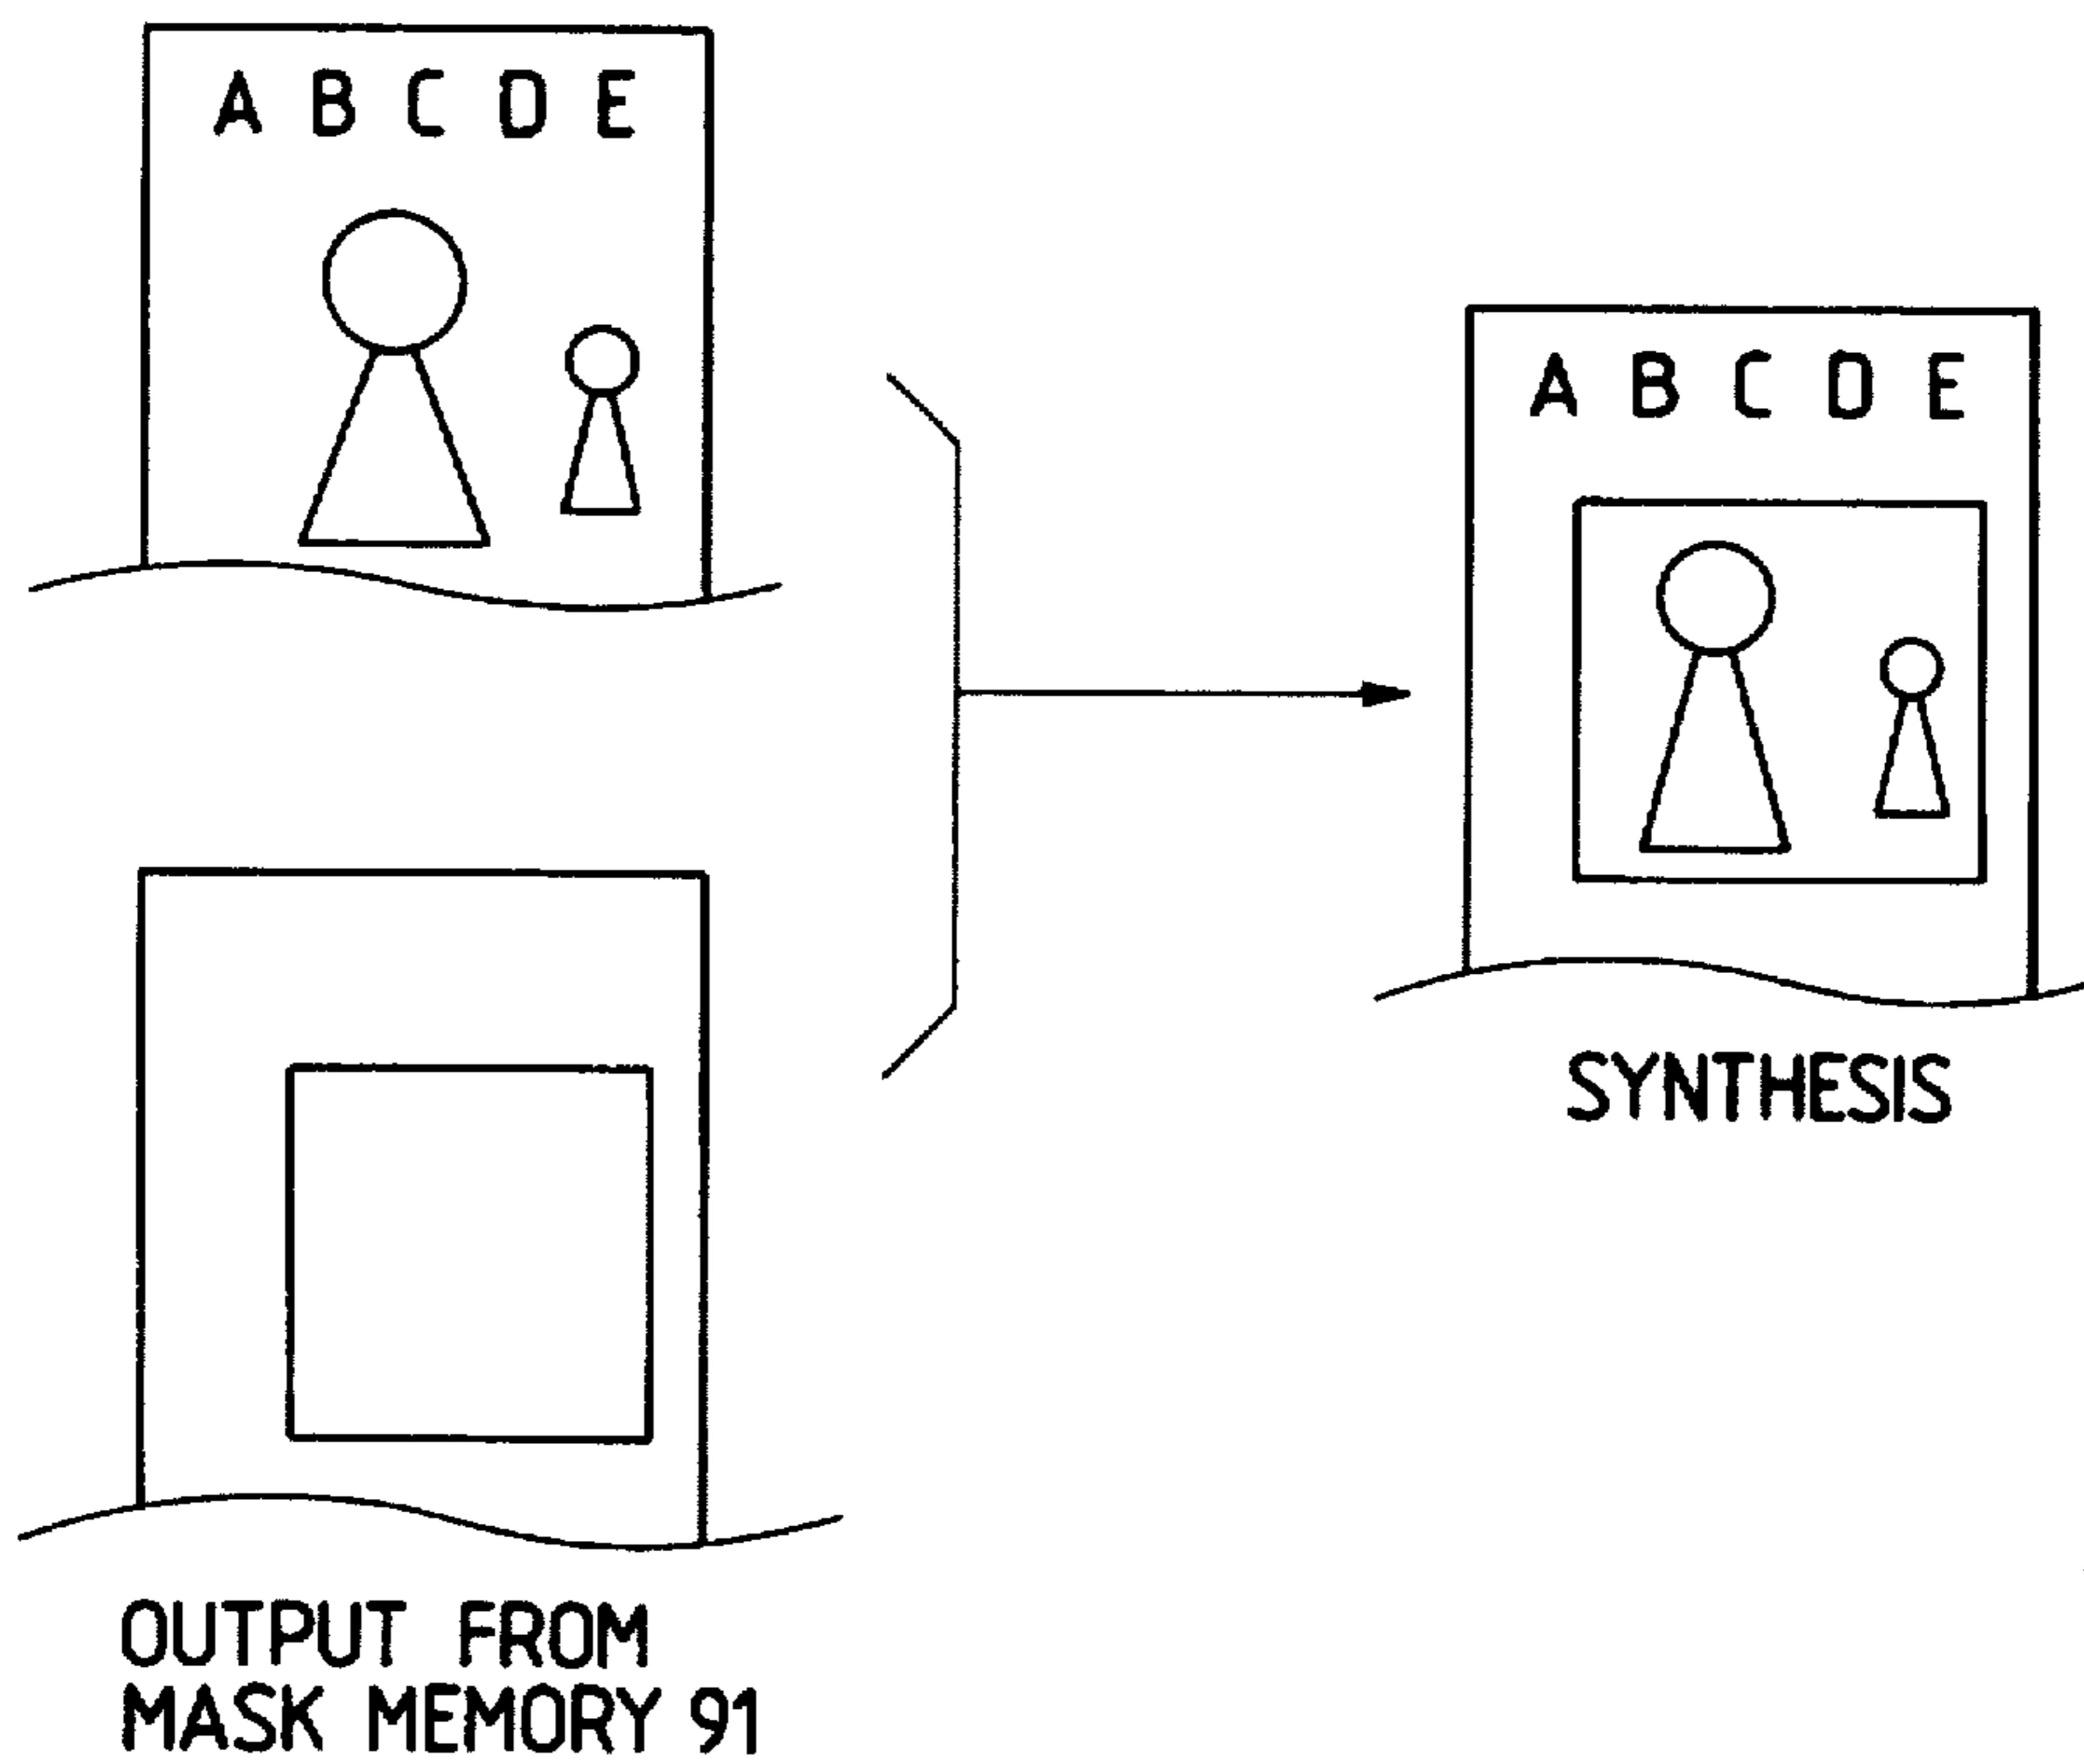 A B C D E
A B C D E
SYNTHESIS
OUTPUT FROM
MASK MEMORY 91